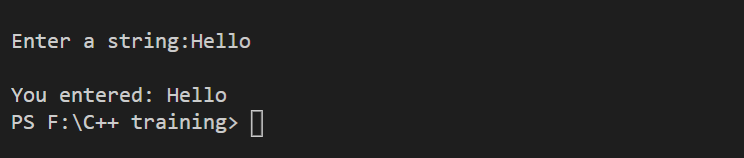 Enter a string:Hello
You entered: Hello
PS F:\C++ training>